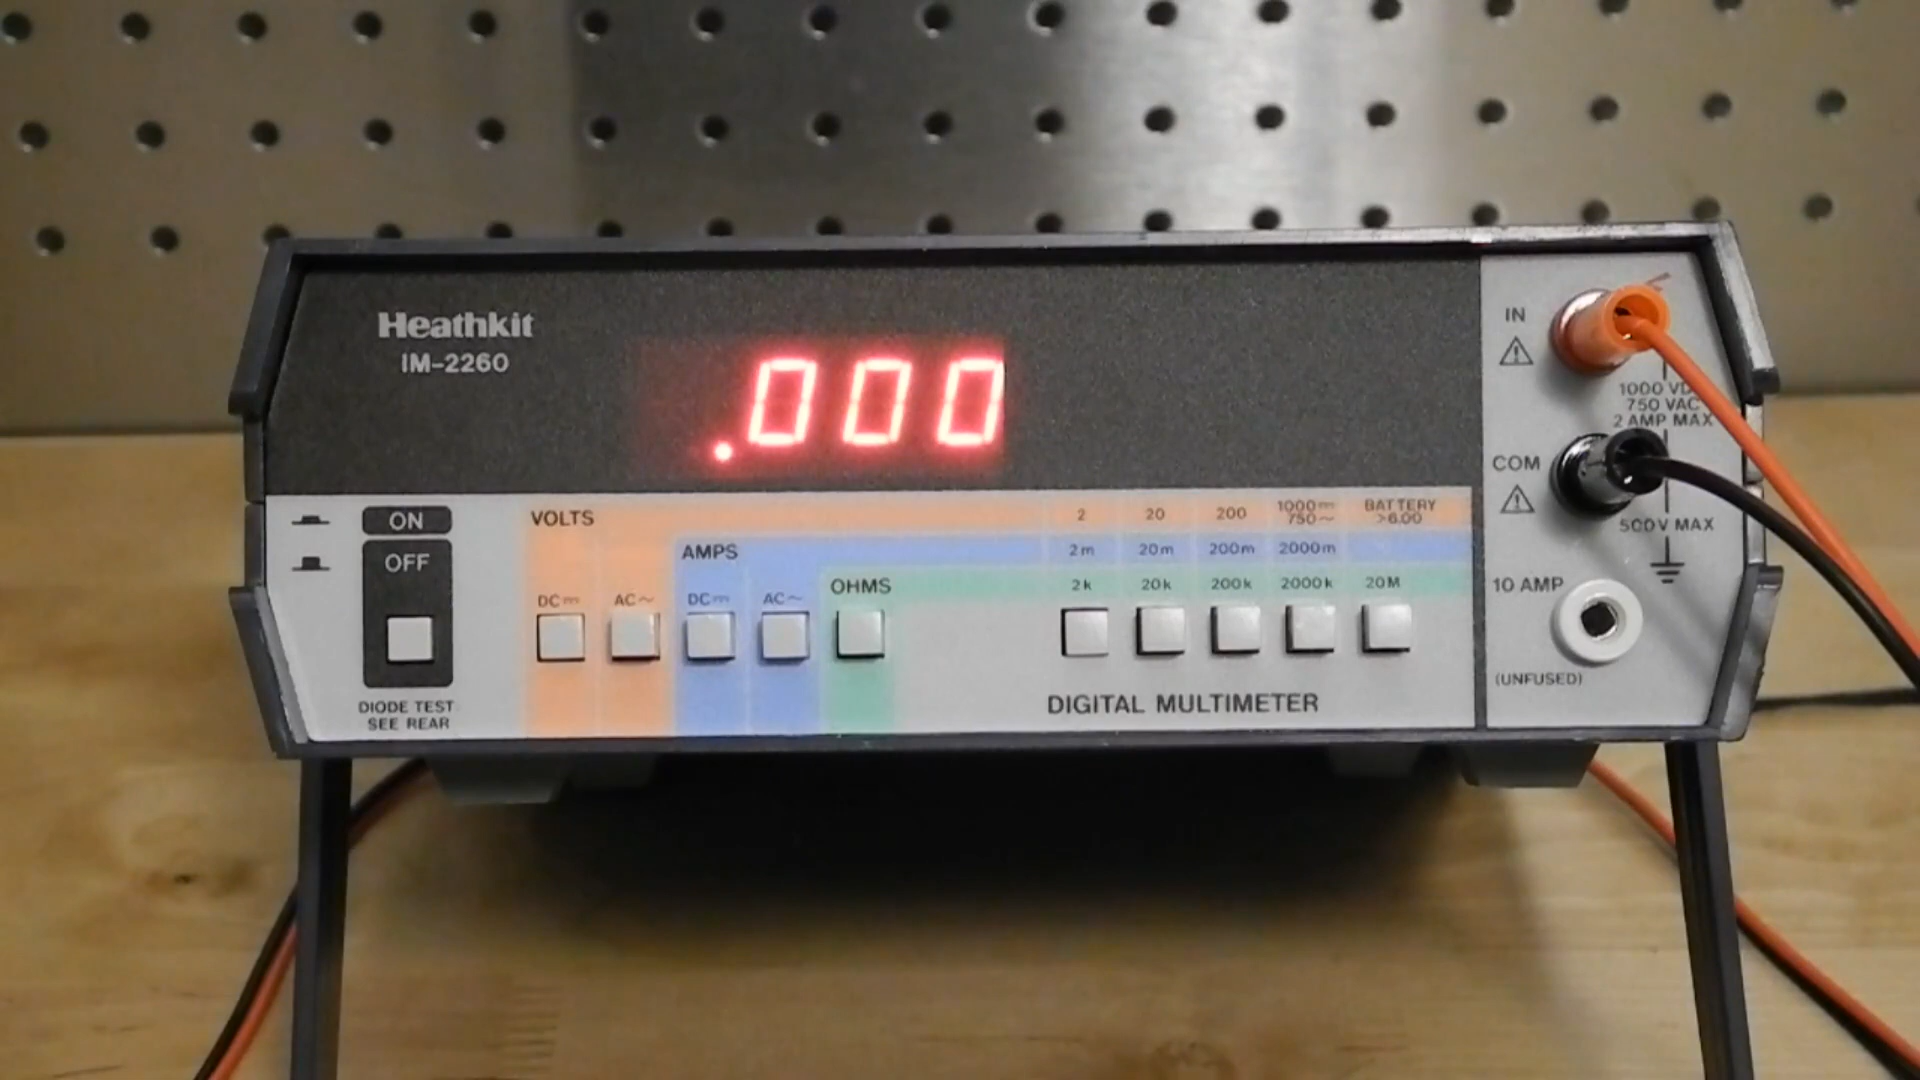 Heathkit
IM-2260
.000
IN
1000 VD
750 VAC
2 AMP MAX
COM
500V MAX
10 AMP
(UNFUSED)
ON
OFF
DIODE TEST
SEE REAR
VOLTS
2 20 200 1000⎓ 750∼ BATTERY >6.00
AMPS
2m 20m 200m 2000m
OHMS
2k 20k 200k 2000k 20M
DC⎓ AC∼ DC⎓ AC∼
DIGITAL MULTIMETER